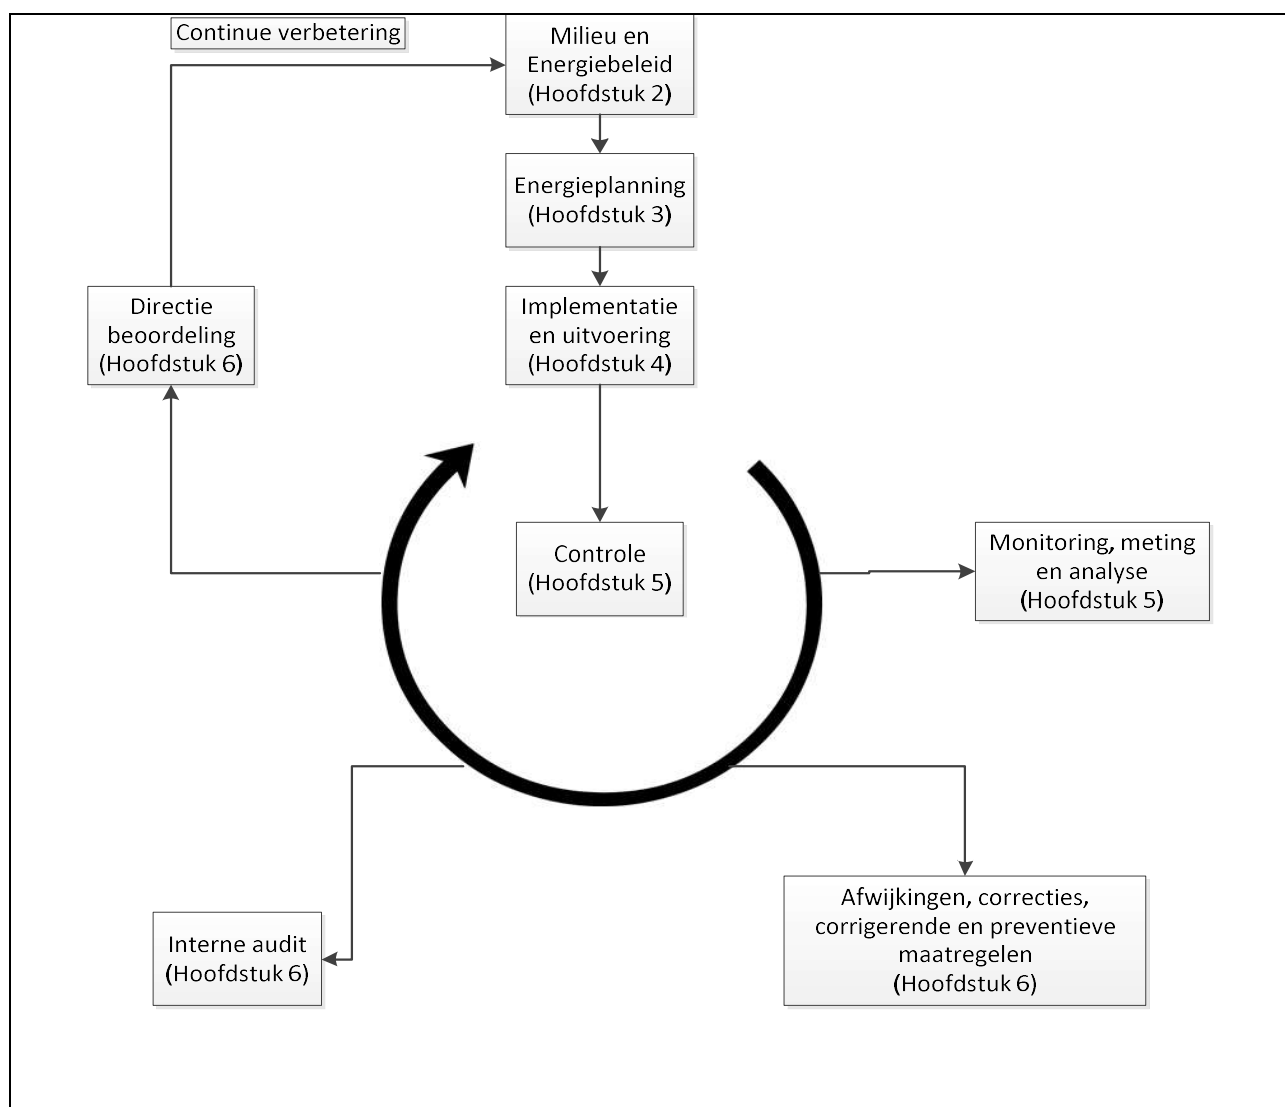 Continue verbetering
Milieu en
Energiebeleid
(Hoofdstuk 2)
Energieplanning
(Hoofdstuk 3)
Directie
beoordeling
(Hoofdstuk 6)
Implementatie
en uitvoering
(Hoofdstuk 4)
Controle
(Hoofdstuk 5)
Monitoring, meting
en analyse
(Hoofdstuk 5)
Afwijkingen, correcties,
corrigerende en preventieve
maatregelen
(Hoofdstuk 6)
Interne audit
(Hoofdstuk 6)